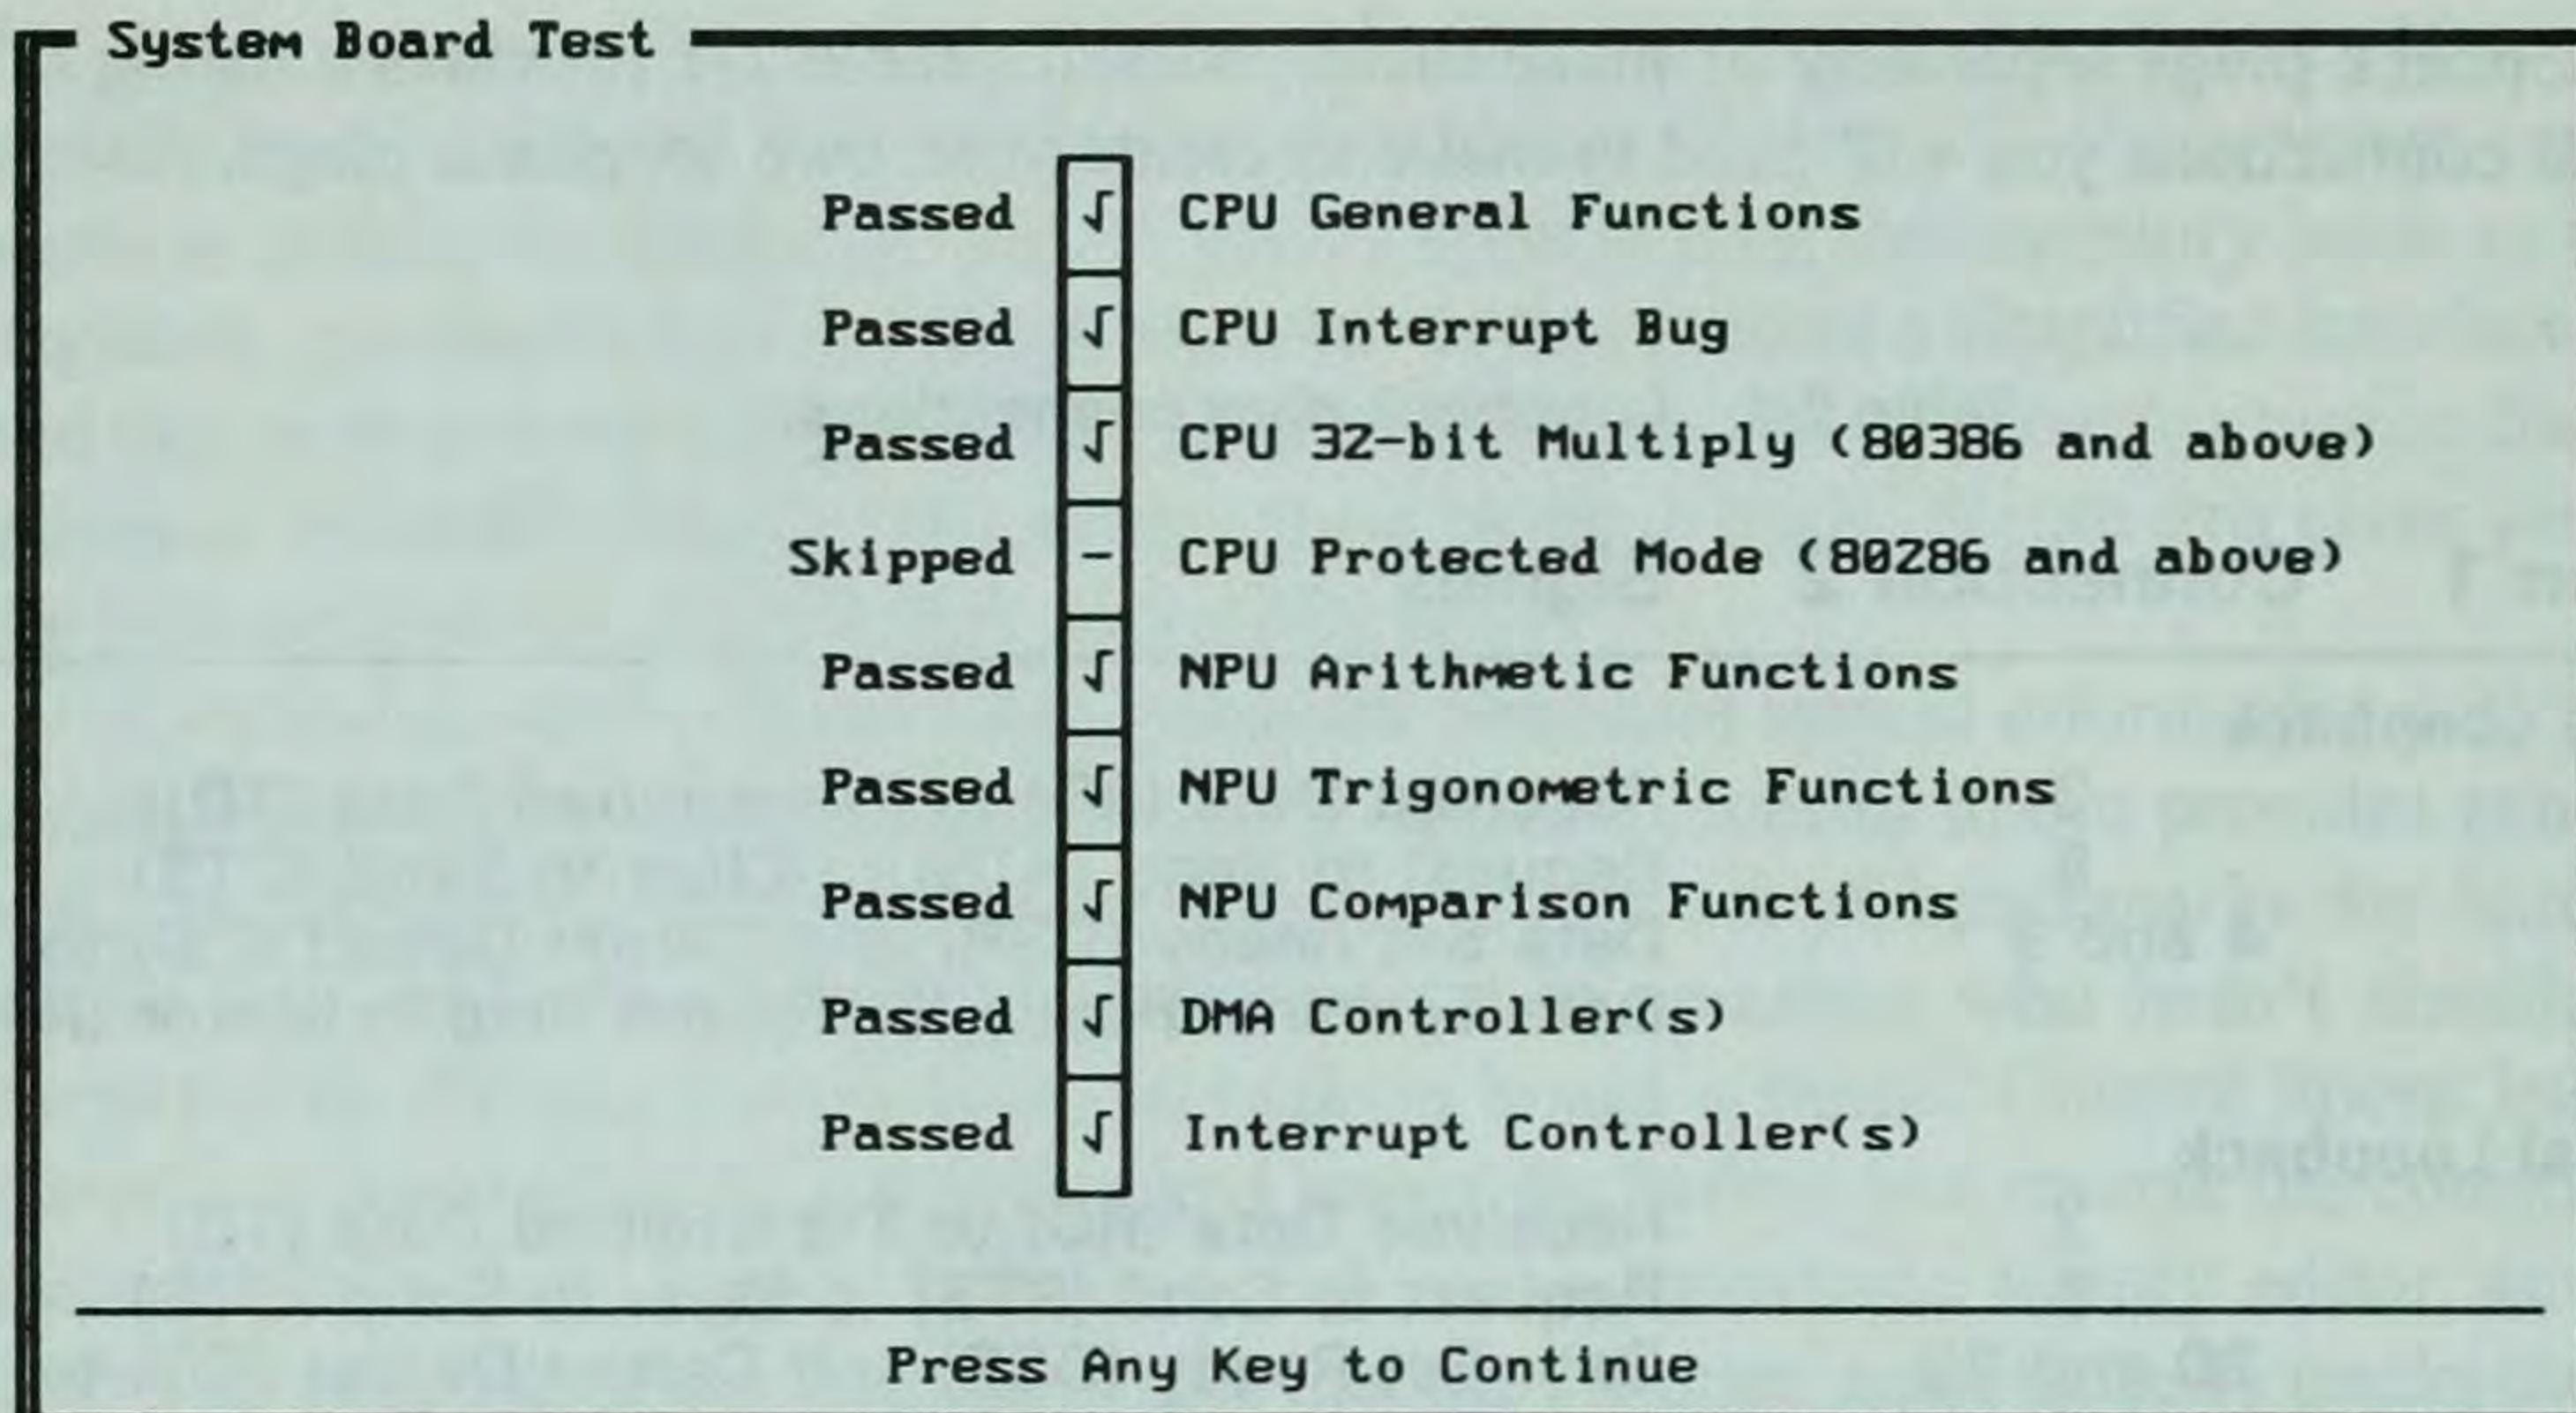 System Board Test
Passed √ CPU General Functions
Passed √ CPU Interrupt Bug
Passed √ CPU 32-bit Multiply (80386 and above)
Skipped - CPU Protected Mode (80286 and above)
Passed √ NPU Arithmetic Functions
Passed √ NPU Trigonometric Functions
Passed √ NPU Comparison Functions
Passed √ DMA Controller(s)
Passed √ Interrupt Controller(s)
Press Any Key to Continue